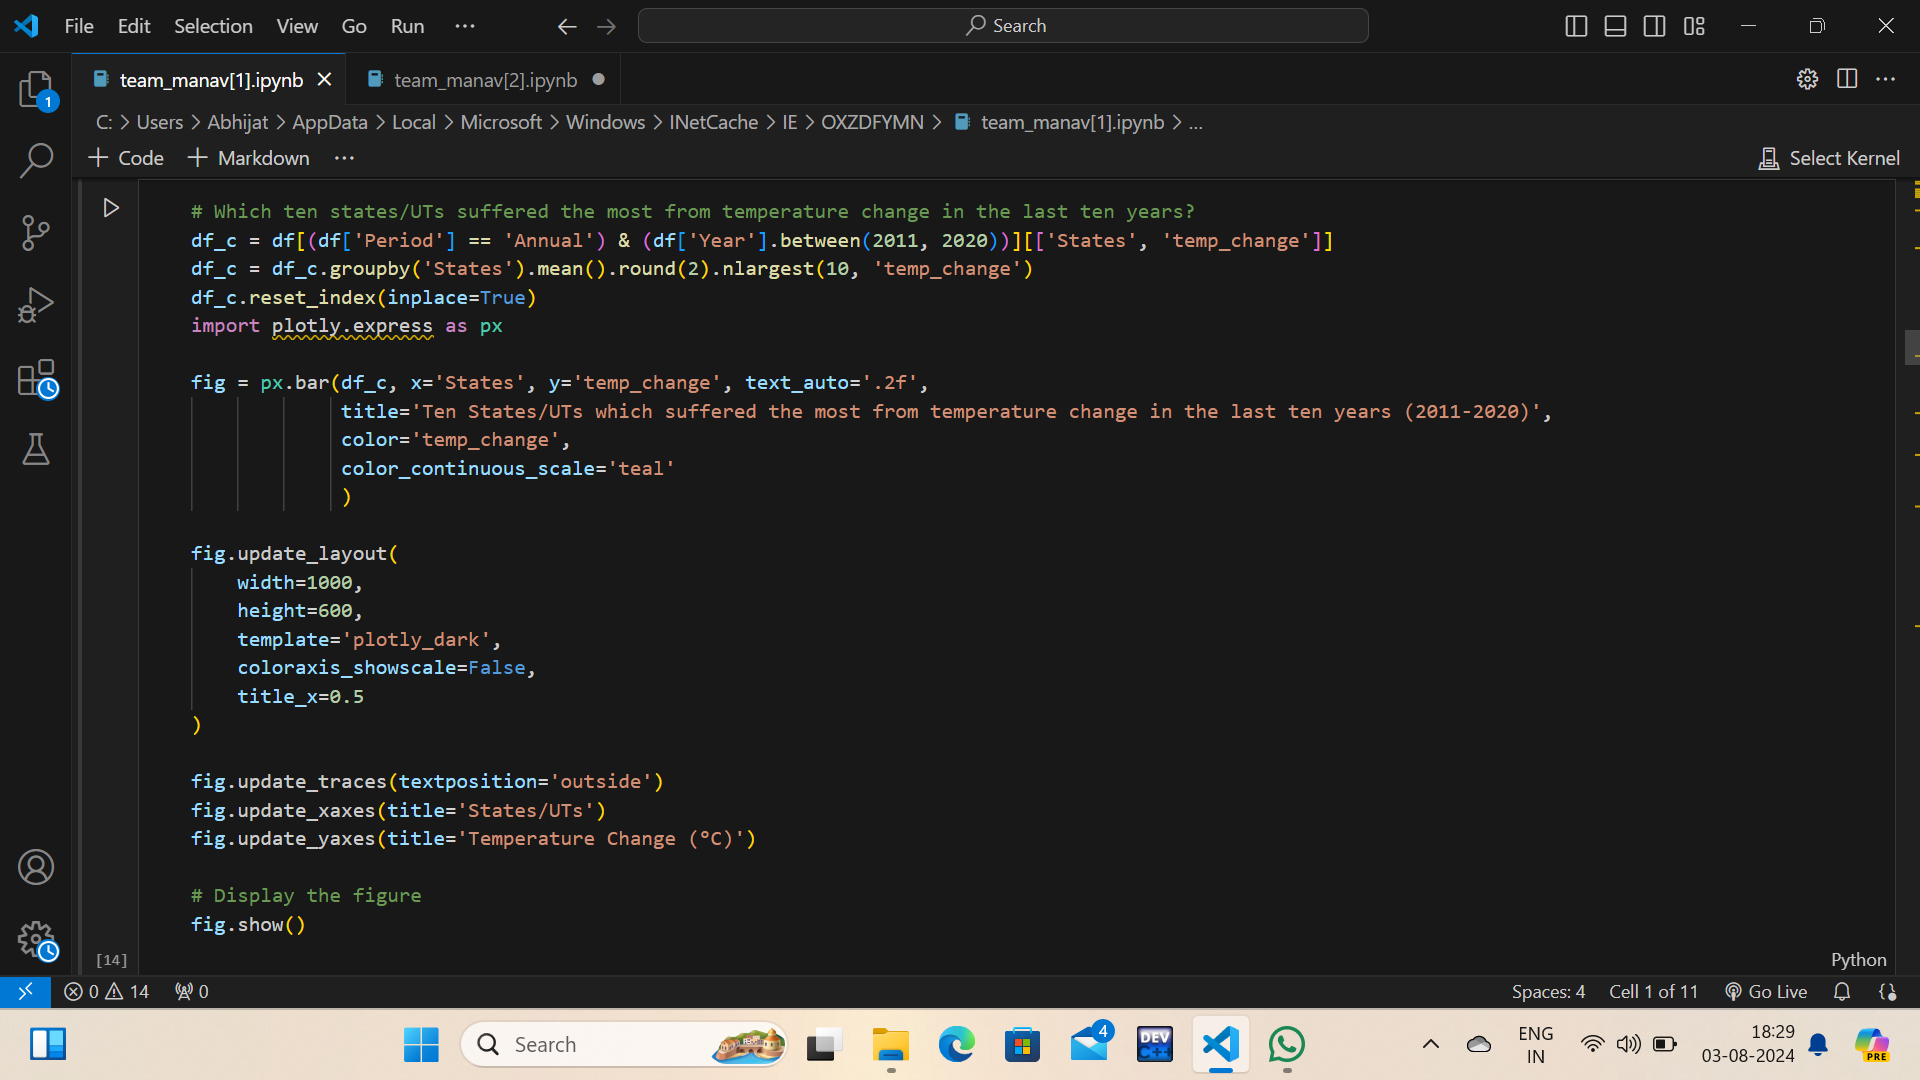 File Edit Selection View Go Run ··· Search
team_manav[1].ipynb team_manav[2].ipynb
C: > Users > Abhijat > AppData > Local > Microsoft > Windows > INetCache > IE > OXZDFYMN > team_manav[1].ipynb > ...
+ Code + Markdown ··· Select Kernel
1
# Which ten states/UTs suffered the most from temperature change in the last ten years?
df_c = df[(df['Period'] == 'Annual') & (df['Year'].between(2011, 2020))][['States', 'temp_change']]
df_c = df_c.groupby('States').mean().round(2).nlargest(10, 'temp_change')
df_c.reset_index(inplace=True)
import plotly.express as px
fig = px.bar(df_c, x='States', y='temp_change', text_auto='.2f',
title='Ten States/UTs which suffered the most from temperature change in the last ten years (2011-2020)',
color='temp_change',
color_continuous_scale='teal'
)
fig.update_layout(
width=1000,
height=600,
template='plotly_dark',
coloraxis_showscale=False,
title_x=0.5
)
fig.update_traces(textposition='outside')
fig.update_xaxes(title='States/UTs')
fig.update_yaxes(title='Temperature Change (°C)')
# Display the figure
fig.show()
[14] Python
0 14 0 Spaces: 4 Cell 1 of 11 Go Live
Search 4 DEV C++ ENG IN 18:29 03-08-2024 PRE